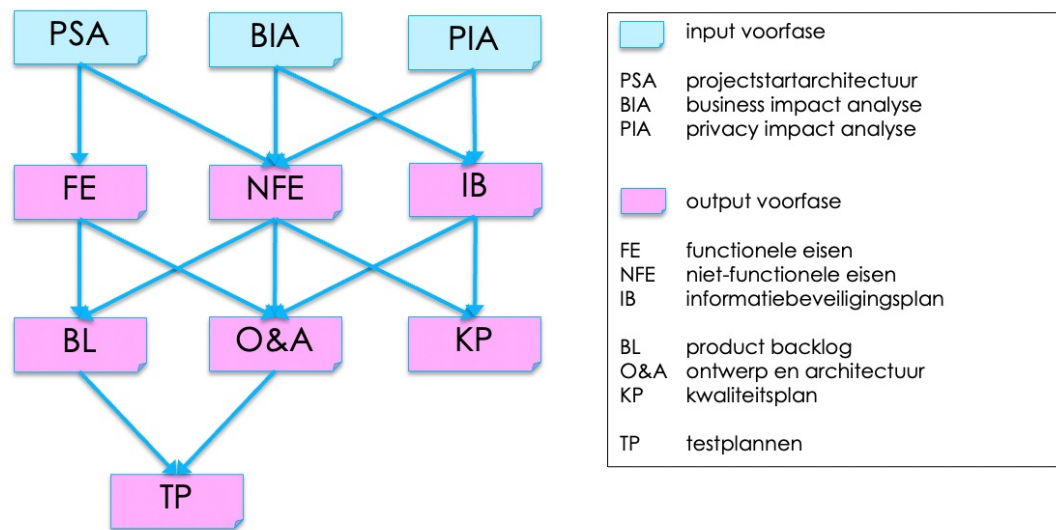 PSA
BIA
PIA
FE
NFE
IB
BL
O&A
KP
TP
input voorfase
PSA projectstartarchitectuur
BIA business impact analyse
PIA privacy impact analyse
output voorfase
FE functionele eisen
NFE niet-functionele eisen
IB informatiebeveiligingsplan
BL product backlog
O&A ontwerp en architectuur
KP kwaliteitsplan
TP testplannen